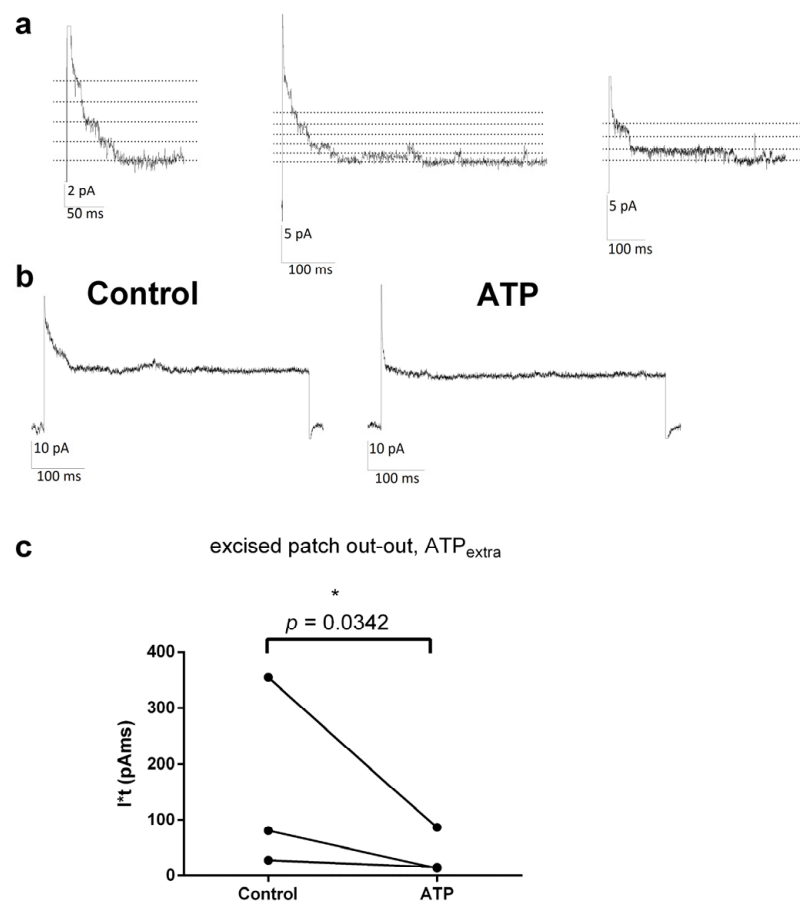 a
2 pA
50 ms
5 pA
100 ms
5 pA
100 ms
b
Control
ATP
10 pA
100 ms
10 pA
100 ms
c
excised patch out-out, ATPextra
*
p = 0.0342
400
300
200
100
0
I*t (pAms)
Control
ATP